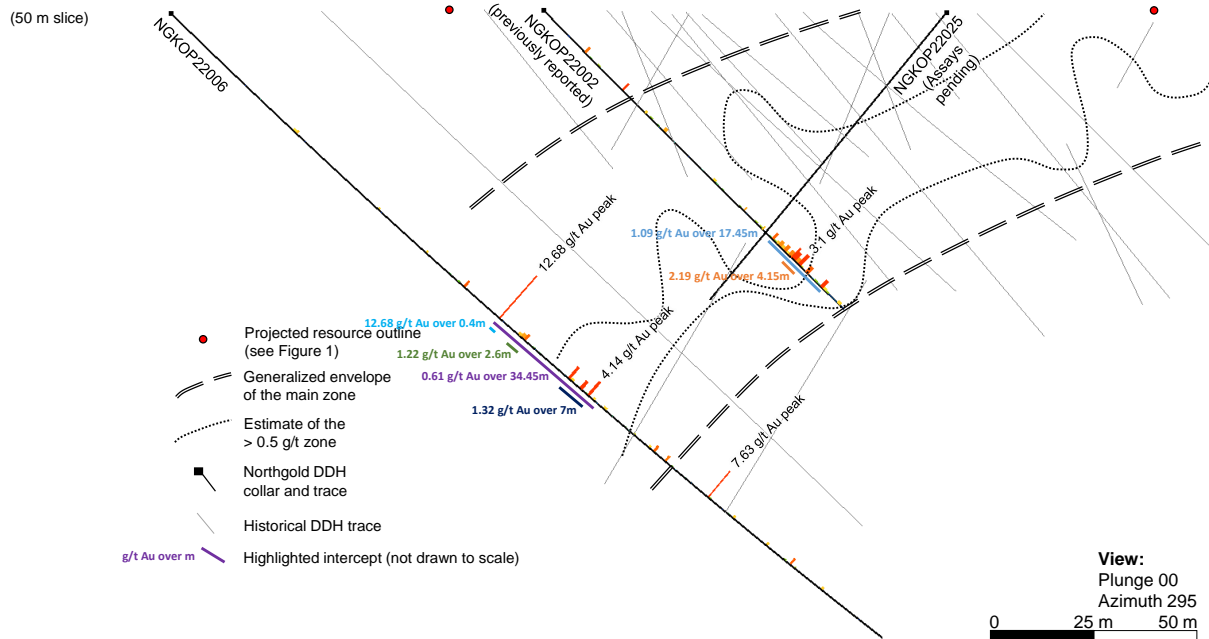 (50 m slice)
NGKOP22006
NGKOP22002
(previously reported)
NGKOP22025
(Assays
pending)
12.68 g/t Au peak
3.1 g/t Au peak
1.09 g/t Au over 17.45m
2.19 g/t Au over 4.15m
4.14 g/t Au peak
12.68 g/t Au over 0.4m
1.22 g/t Au over 2.6m
0.61 g/t Au over 34.45m
1.32 g/t Au over 7m
7.63 g/t Au peak
Projected resource outline
(see Figure 1)
Generalized envelope
of the main zone
Estimate of the
> 0.5 g/t zone
Northgold DDH
collar and trace
Historical DDH trace
g/t Au over m
Highlighted intercept (not drawn to scale)
View:
Plunge 00
Azimuth 295
0 25 m 50 m